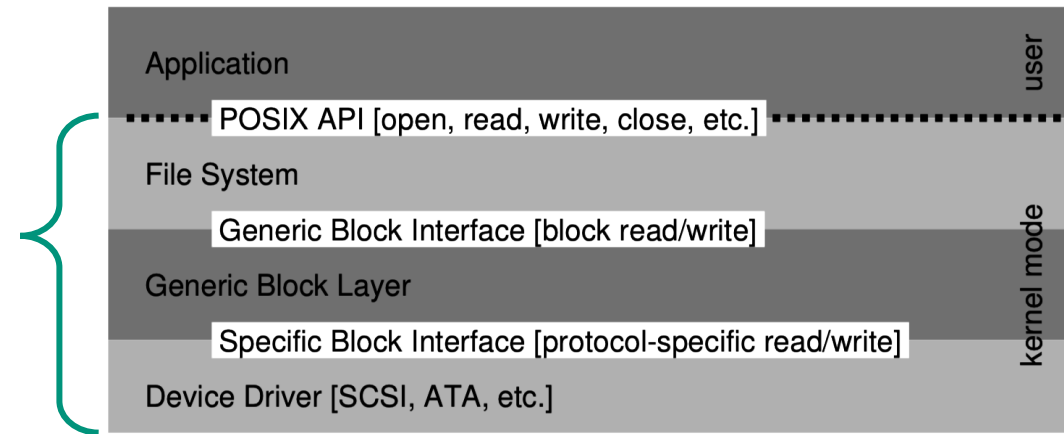 Application
user
POSIX API [open, read, write, close, etc.]
File System
Generic Block Interface [block read/write]
Generic Block Layer
kernel mode
Specific Block Interface [protocol-specific read/write]
Device Driver [SCSI, ATA, etc.]